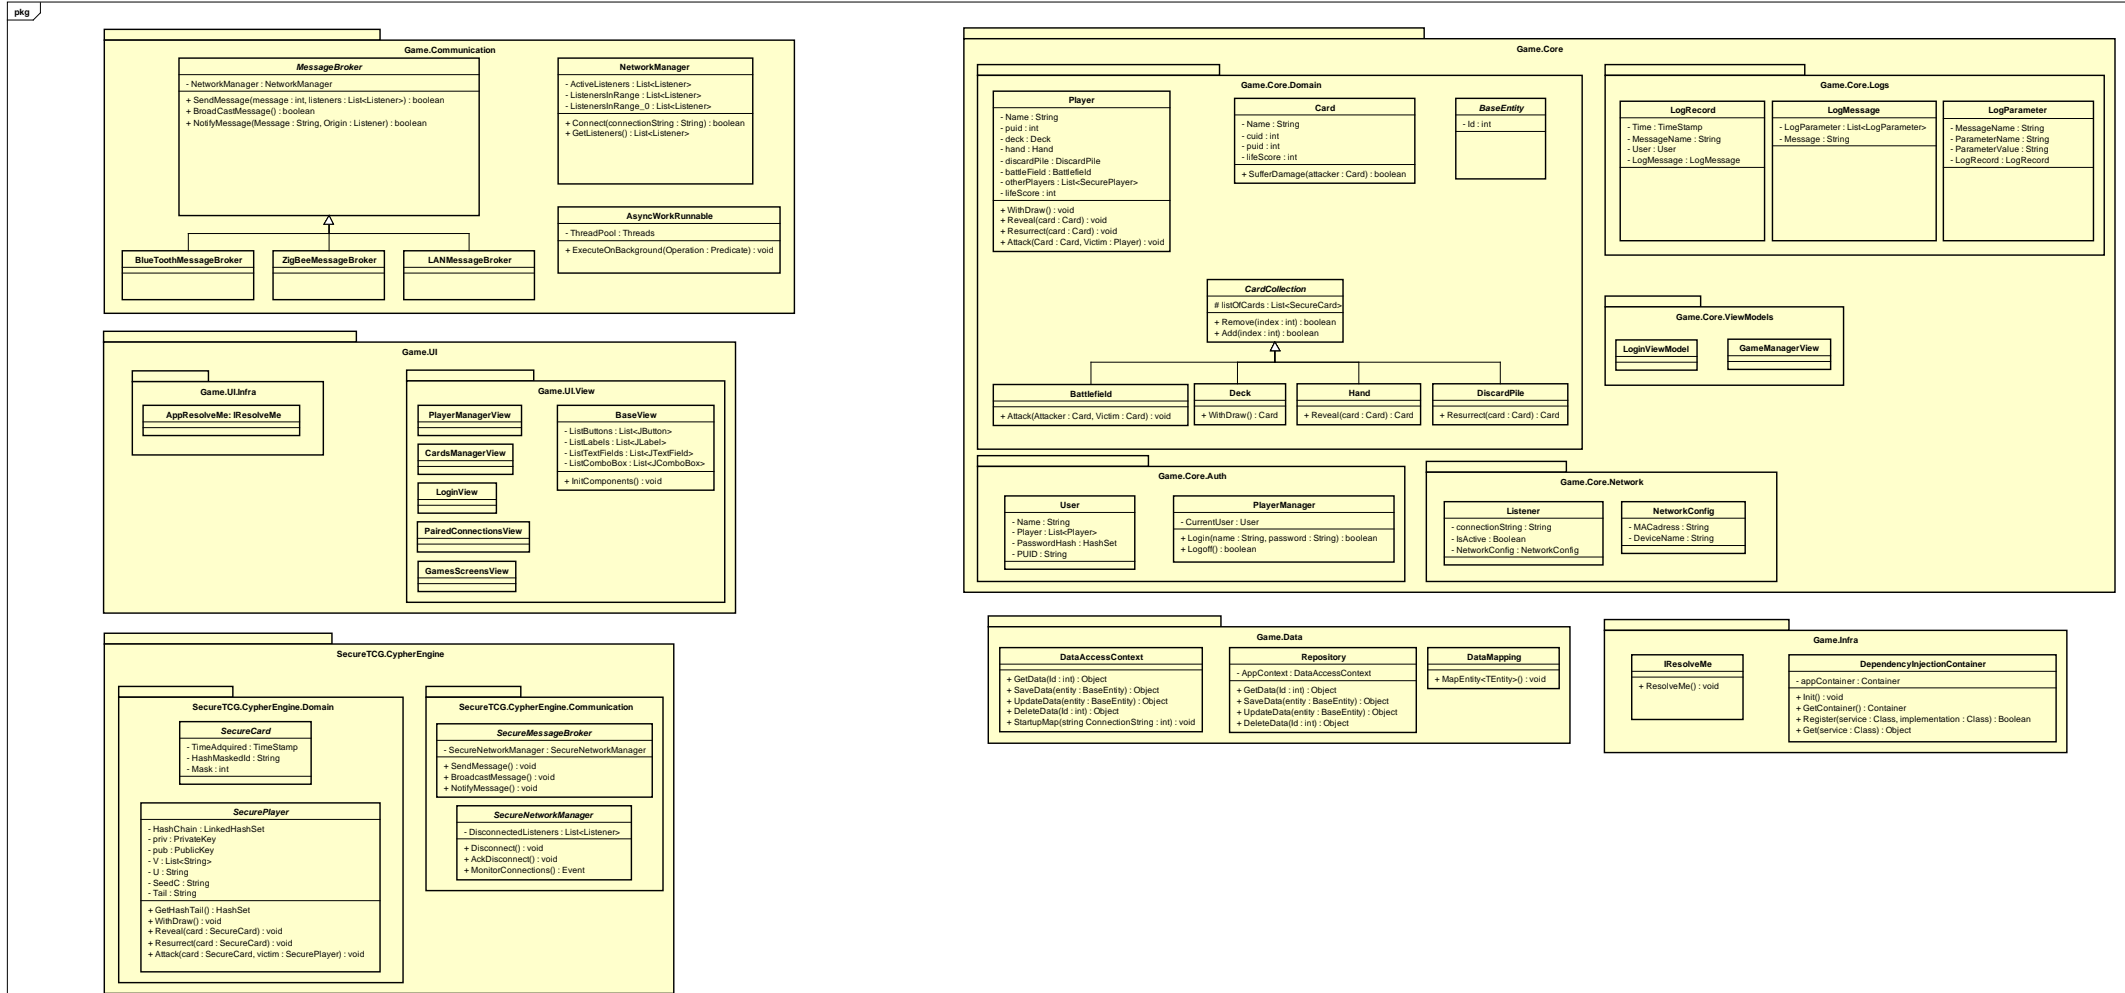 pkg
Game.Communication
MessageBroker
- NetworkManager : NetworkManager
+ SendMessage(message : int, listeners : List<Listener>) : boolean
+ BroadCastMessage() : boolean
+ NotifyMessage(Message : String, Origin : Listener) : boolean
NetworkManager
- ActiveListeners : List<Listener>
- ListenersInRange : List<Listener>
- ListenersInRange_0 : List<Listener>
+ Connect(connectionString : String) : boolean
+ GetListeners() : List<Listener>
AsyncWorkRunnable
- ThreadPool : Threads
+ ExecuteOnBackground(Operation : Predicate) : void
BlueToothMessageBroker
ZigBeeMessageBroker
LANMessageBroker
Game.UI
Game.UI.Infra
AppResolveMe: IResolveMe
Game.UI.View
PlayerManagerView
CardsManagerView
LoginView
PairedConnectionsView
GamesScreensView
BaseView
- ListButtons : List<JButton>
- ListLabels : List<JLabel>
- ListTextFields : List<JTextField>
- ListComboBox : List<JComboBox>
+ InitComponents() : void
SecureTCG.CypherEngine
SecureTCG.CypherEngine.Domain
SecureCard
- TimeAdquired : TimeStamp
- HashMaskedId : String
- Mask : int
SecurePlayer
- HashChain : LinkedHashSet
- priv : PrivateKey
- pub : PublicKey
- V : List<String>
- U : String
- SeedC : String
- Tail : String
+ GetHashTail() : HashSet
+ WithDraw() : void
+ Reveal(card : SecureCard) : void
+ Resurrect(card : SecureCard) : void
+ Attack(card : SecureCard, victim : SecurePlayer) : void
SecureTCG.CypherEngine.Communication
SecureMessageBroker
- SecureNetworkManager : SecureNetworkManager
+ SendMessage() : void
+ BroadcastMessage() : void
+ NotifyMessage() : void
SecureNetworkManager
- DisconnectedListeners : List<Listener>
+ Disconnect() : void
+ AckDisconnect() : void
+ MonitorConnections() : Event
Game.Core
Game.Core.Domain
Player
- Name : String
- puid : int
- deck : Deck
- hand : Hand
- discardPile : DiscardPile
- battleField : Battlefield
- otherPlayers : List<SecurePlayer>
- lifeScore : int
+ WithDraw() : void
+ Reveal(card : Card) : void
+ Resurrect(card : Card) : void
+ Attack(Card : Card, Victim : Player) : void
Card
- Name : String
- cuid : int
- puid : int
- lifeScore : int
+ SufferDamage(attacker : Card) : boolean
BaseEntity
- Id : int
CardCollection
# listOfCards : List<SecureCard>
+ Remove(index : int) : boolean
+ Add(index : int) : boolean
Battlefield
+ Attack(Attacker : Card, Victim : Card) : void
Deck
+ WithDraw() : Card
Hand
+ Reveal(card : Card) : Card
DiscardPile
+ Resurrect(card : Card) : Card
Game.Core.Logs
LogRecord
- Time : TimeStamp
- MessageName : String
- User : User
- LogMessage : LogMessage
LogMessage
- LogParameter : List<LogParameter>
- Message : String
LogParameter
- MessageName : String
- ParameterName : String
- ParameterValue : String
- LogRecord : LogRecord
Game.Core.ViewModels
LoginViewModel
GameManagerView
Game.Core.Auth
User
- Name : String
- Player : List<Player>
- PasswordHash : HashSet
- PUID : String
PlayerManager
- CurrentUser : User
+ Login(name : String, password : String) : boolean
+ Logoff() : boolean
Game.Core.Network
Listener
- connectionString : String
- IsActive : Boolean
- NetworkConfig : NetworkConfig
NetworkConfig
- MACadress : String
- DeviceName : String
Game.Data
DataAccessContext
+ GetData(Id : int) : Object
+ SaveData(entity : BaseEntity) : Object
+ UpdateData(entity : BaseEntity) : Object
+ DeleteData(Id : int) : Object
+ StartupMap(string ConnectionString : int) : void
Repository
- AppContext : DataAccessContext
+ GetData(Id : int) : Object
+ SaveData(entity : BaseEntity) : Object
+ UpdateData(entity : BaseEntity) : Object
+ DeleteData(Id : int) : Object
DataMapping
+ MapEntity<TEntity>() : void
Game.Infra
IResolveMe
+ ResolveMe() : void
DependencyInjectionContainer
- appContainer : Container
+ Init() : void
+ GetContainer() : Container
+ Register(service : Class, implementation : Class) : Boolean
+ Get(service : Class) : Object